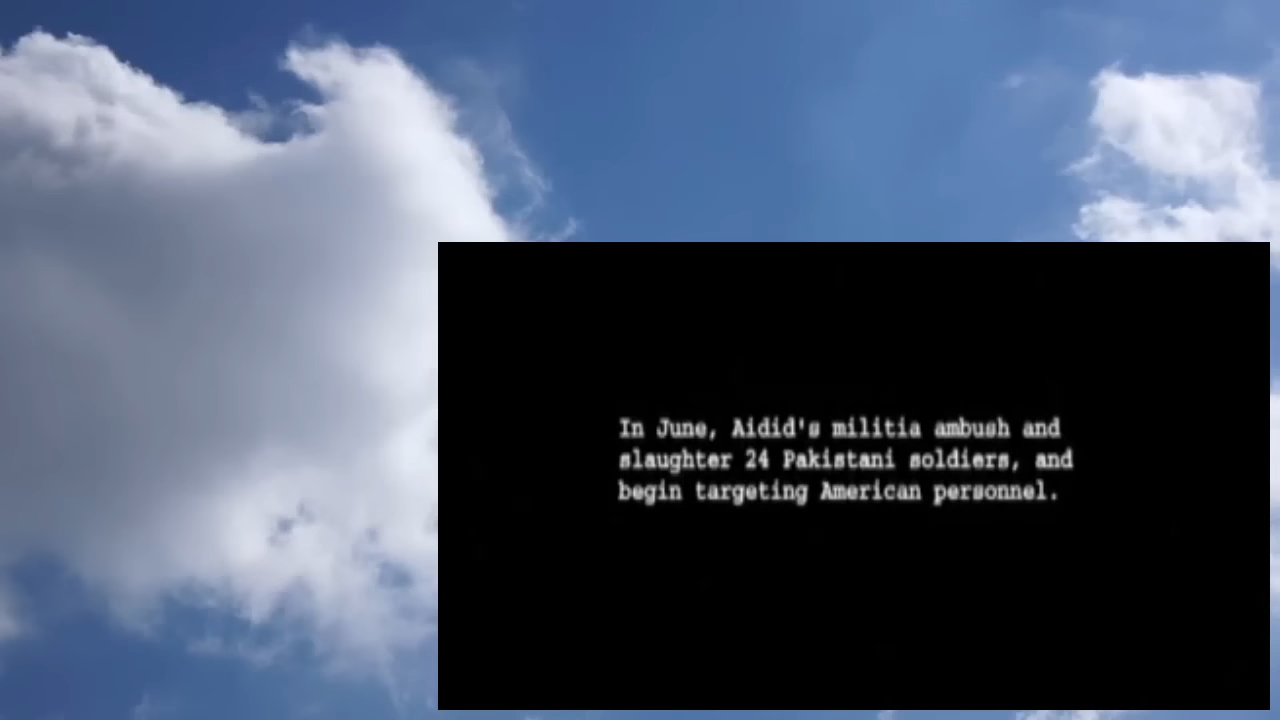 In June, Aidid's militia ambush and
slaughter 24 Pakistani soldiers, and
begin targeting American personnel.